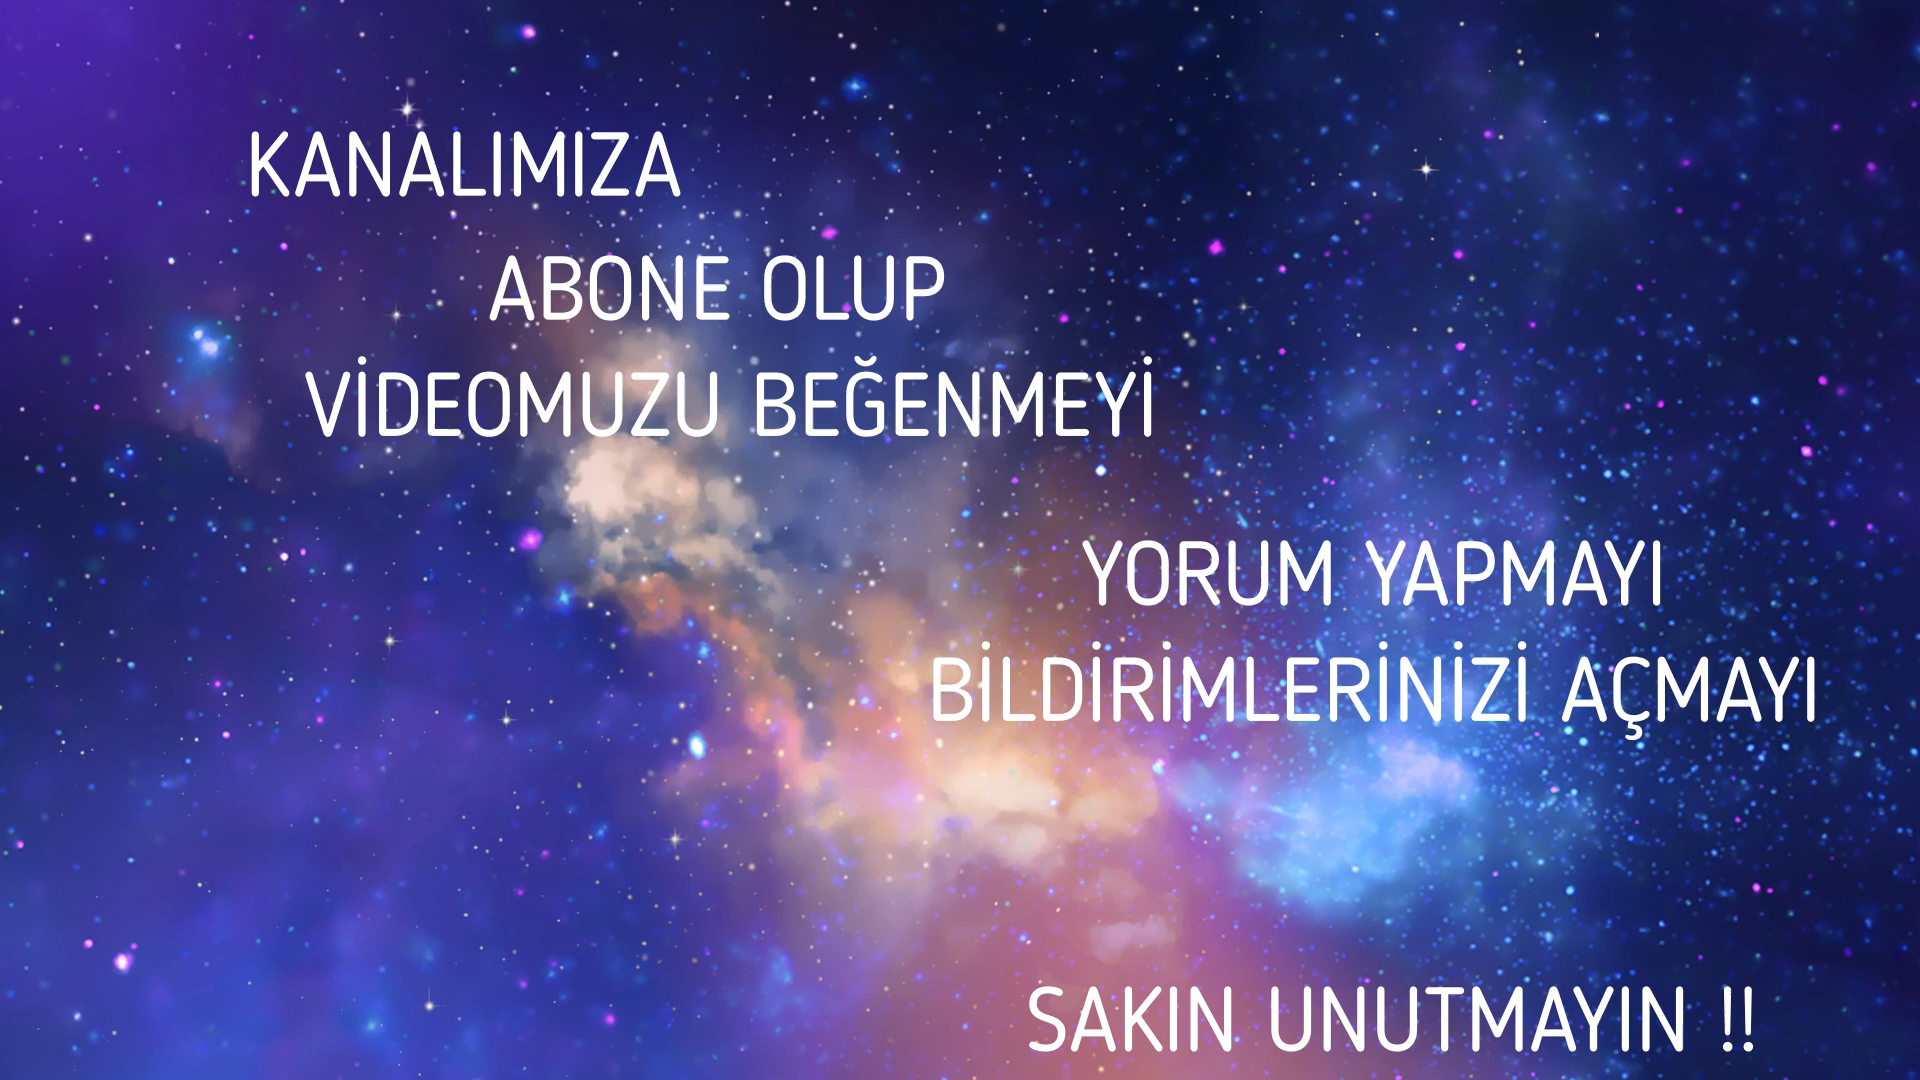 KANALIMIZA
ABONE OLUP
VİDEOMUZU BEĞENMEYİ
YORUM YAPMAYI
BİLDİRİMLERİNİZİ AÇMAYI
SAKIN UNUTMAYIN !!